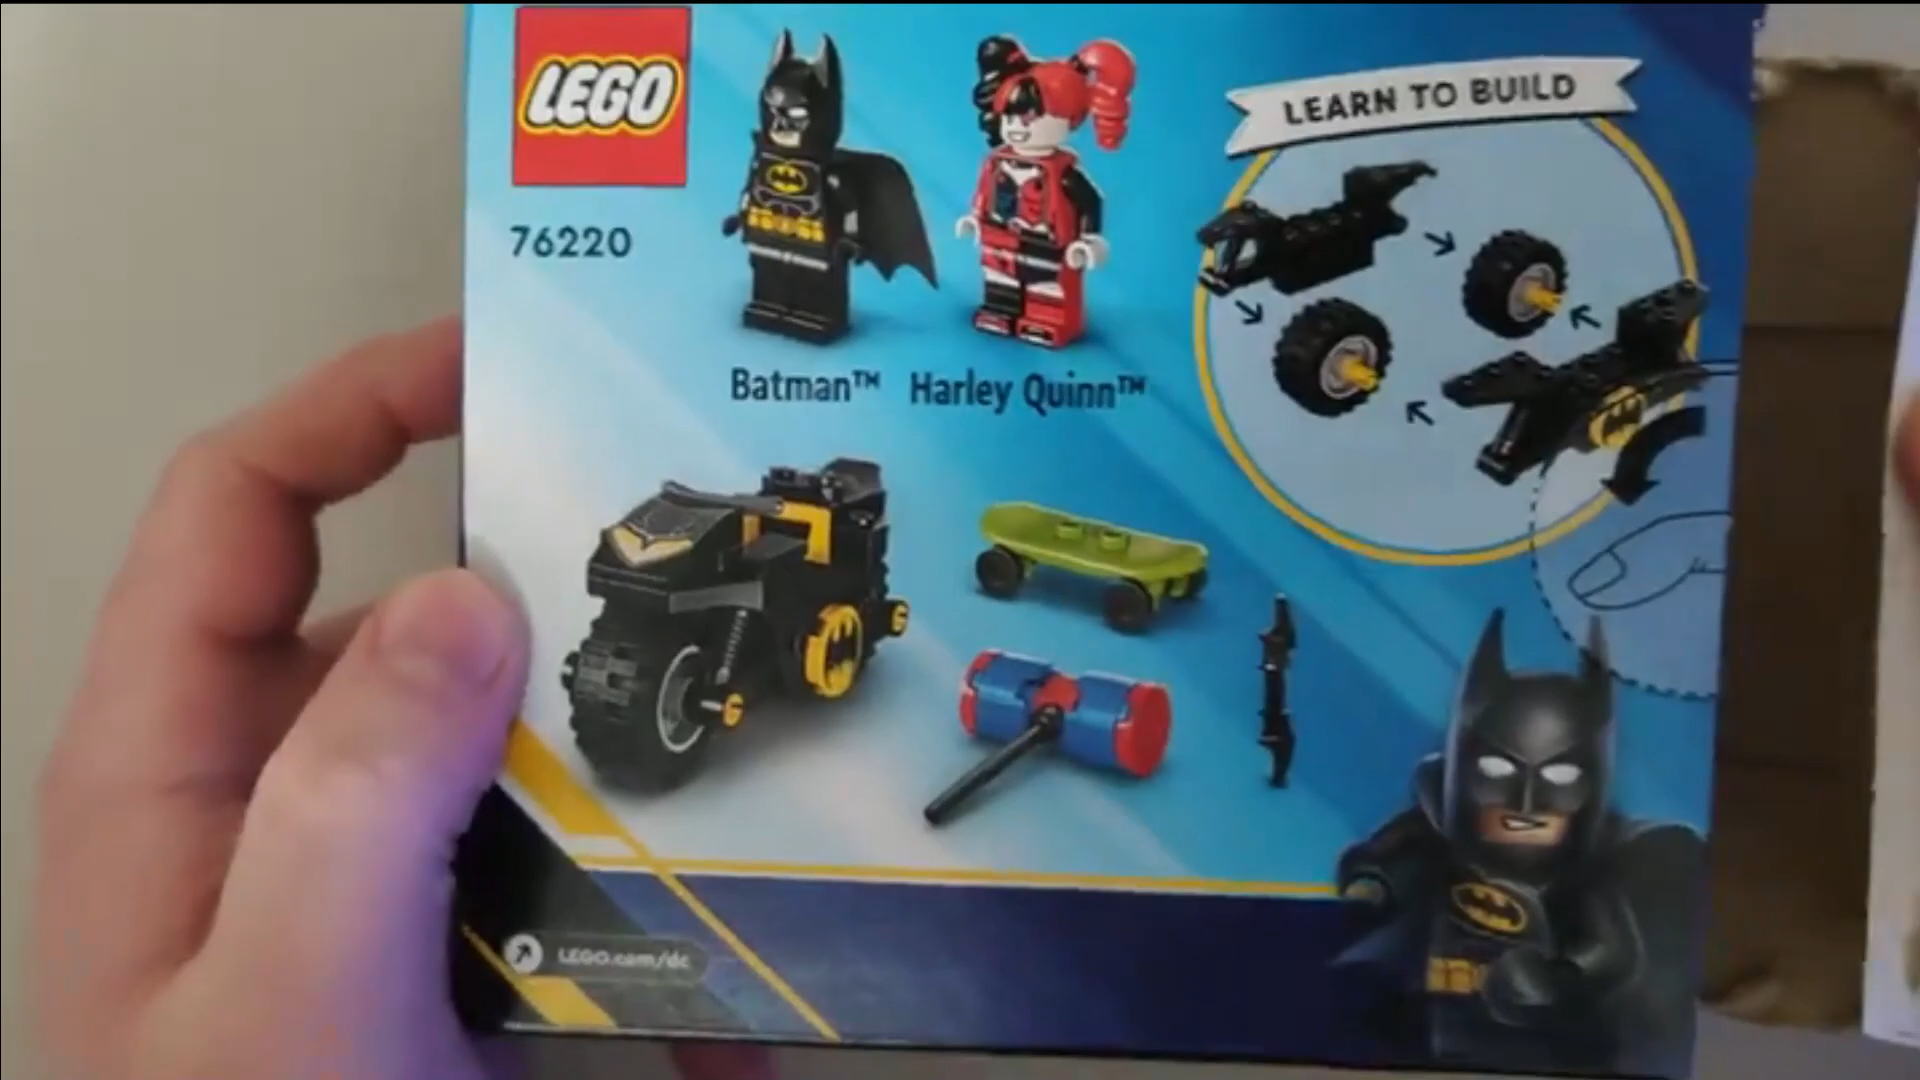 LEGO
76220
Batman™ Harley Quinn™
LEARN TO BUILD
LEGO.com/dc